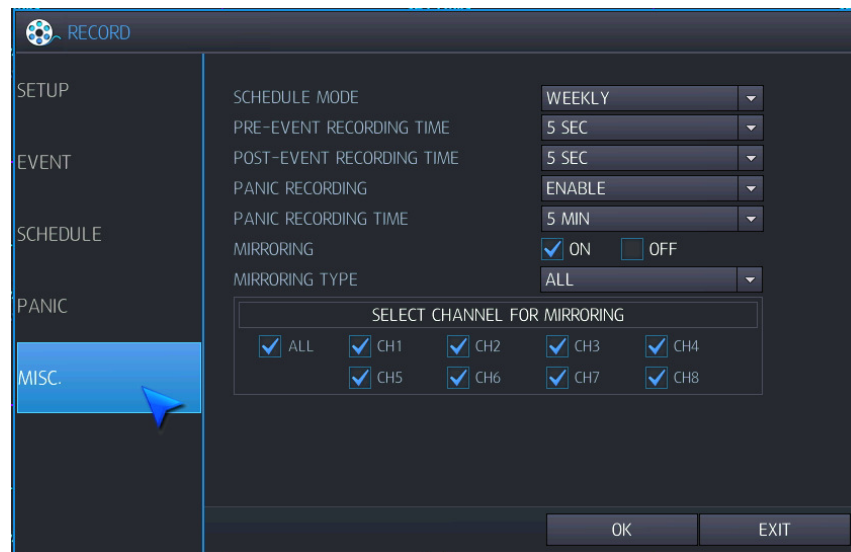 RECORD
SETUP
EVENT
SCHEDULE
PANIC
MISC.
SCHEDULE MODE WEEKLY
PRE-EVENT RECORDING TIME 5 SEC
POST-EVENT RECORDING TIME 5 SEC
PANIC RECORDING ENABLE
PANIC RECORDING TIME 5 MIN
MIRRORING ON OFF
MIRRORING TYPE ALL
SELECT CHANNEL FOR MIRRORING
ALL CH1 CH2 CH3 CH4
CH5 CH6 CH7 CH8
OK EXIT